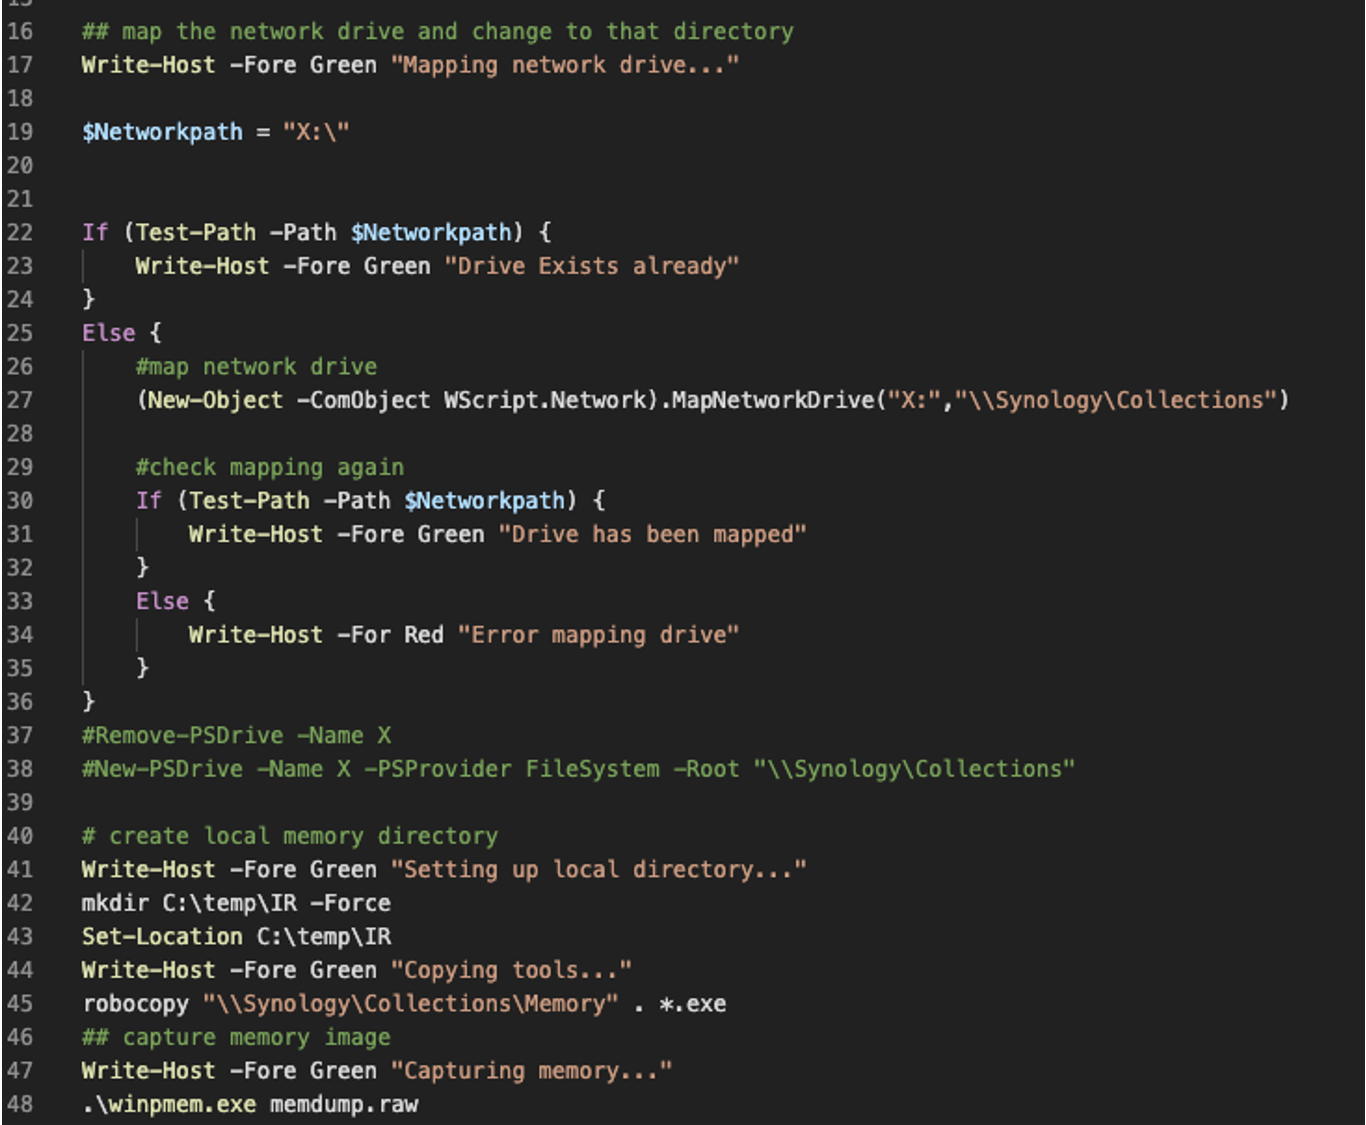 16 ## map the network drive and change to that directory
17 Write-Host -Fore Green "Mapping network drive..."
18
19 $Networkpath = "X:\"
20
21
22 If (Test-Path -Path $Networkpath) {
23 Write-Host -Fore Green "Drive Exists already"
24 }
25 Else {
26 #map network drive
27 (New-Object -ComObject WScript.Network).MapNetworkDrive("X:","\\Synology\Collections")
28
29 #check mapping again
30 If (Test-Path -Path $Networkpath) {
31 Write-Host -Fore Green "Drive has been mapped"
32 }
33 Else {
34 Write-Host -For Red "Error mapping drive"
35 }
36 }
37 #Remove-PSDrive -Name X
38 #New-PSDrive -Name X -PSProvider FileSystem -Root "\\Synology\Collections"
39
40 # create local memory directory
41 Write-Host -Fore Green "Setting up local directory..."
42 mkdir C:\temp\IR -Force
43 Set-Location C:\temp\IR
44 Write-Host -Fore Green "Copying tools..."
45 robocopy "\\Synology\Collections\Memory" . *.exe
46 ## capture memory image
47 Write-Host -Fore Green "Capturing memory..."
48 .\winpmem.exe memdump.raw